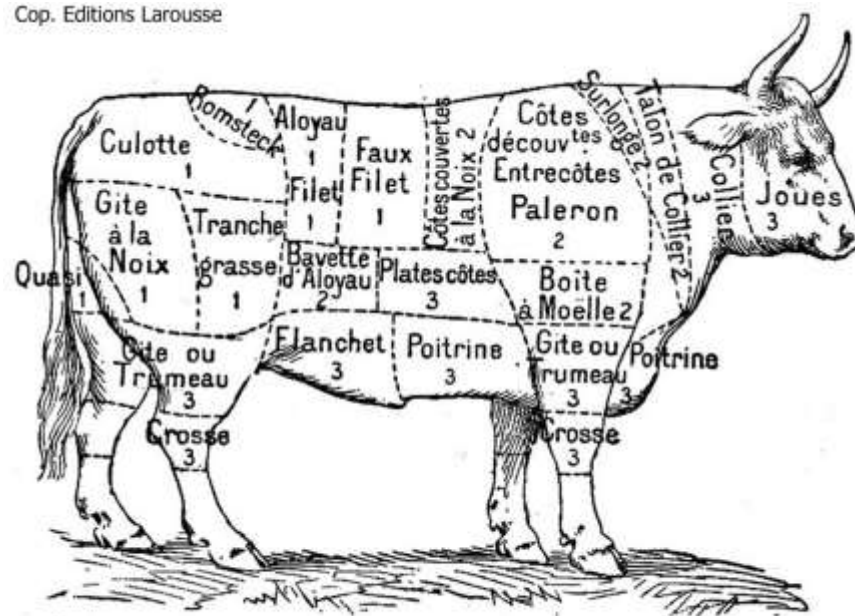 Cop. Editions Larousse
Culotte
1
Romsteck
1
Aloyau
1
Filet
1
Faux
Filet
1
Côtes couvertes
à la Noix 2
Côtes
découv^tes
Entrecôtes
Paleron
2
Surlonge 2
Talon de Collier 2
Collier
3
Joues
3
Gite
à la
Noix
1
Tranche
grasse
1
Quasi
1
Bavette
d'Aloyau
2
Plates côtes
3
Boite
à Moëlle 2
Gite ou
Trumeau
3
Flanchet
3
Poitrine
3
Gite ou
Trumeau
3
Poitrine
3
Crosse
3
Crosse
3